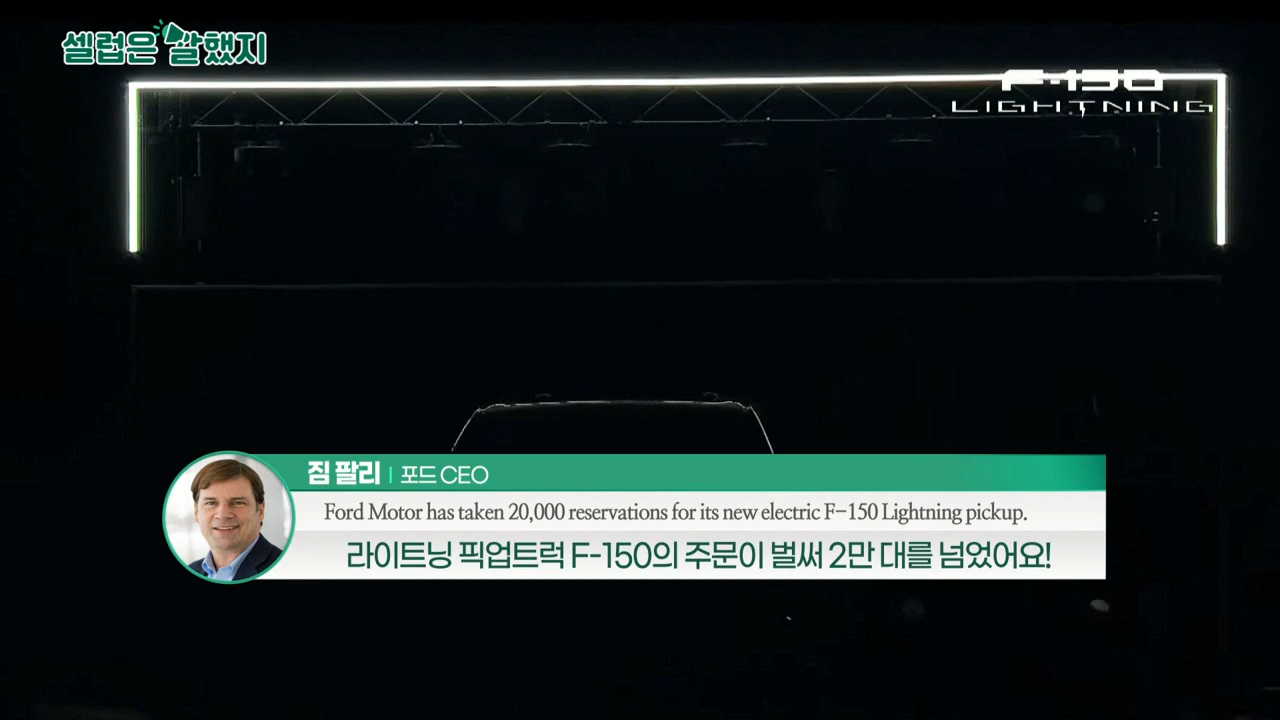 셀럽은 말했지
F-150
LIGHTNING
짐 팔리 | 포드 CEO
Ford Motor has taken 20,000 reservations for its new electric F-150 Lightning pickup.
라이트닝 픽업트럭 F-150의 주문이 벌써 2만 대를 넘었어요!